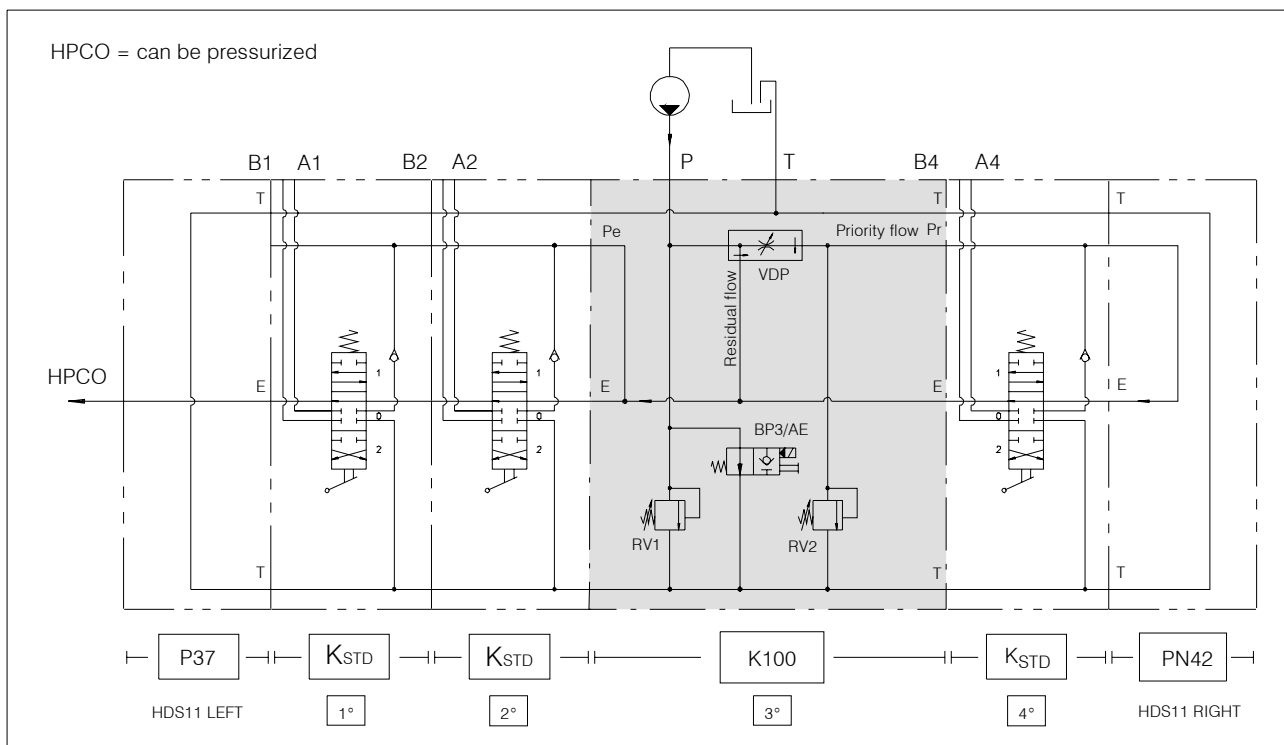 HPCO = can be pressurized
B1 A1 B2 A2 P T B4 A4
T T T
Pe Priority flow Pr
VDP
Residual flow
1 1 1
HPCO E E E E
0 0 0
BP3/AE
2 2 2
RV1 RV2
T T T
P37 KSTD KSTD K100 KSTD PN42
HDS11 LEFT 1° 2° 3° 4° HDS11 RIGHT